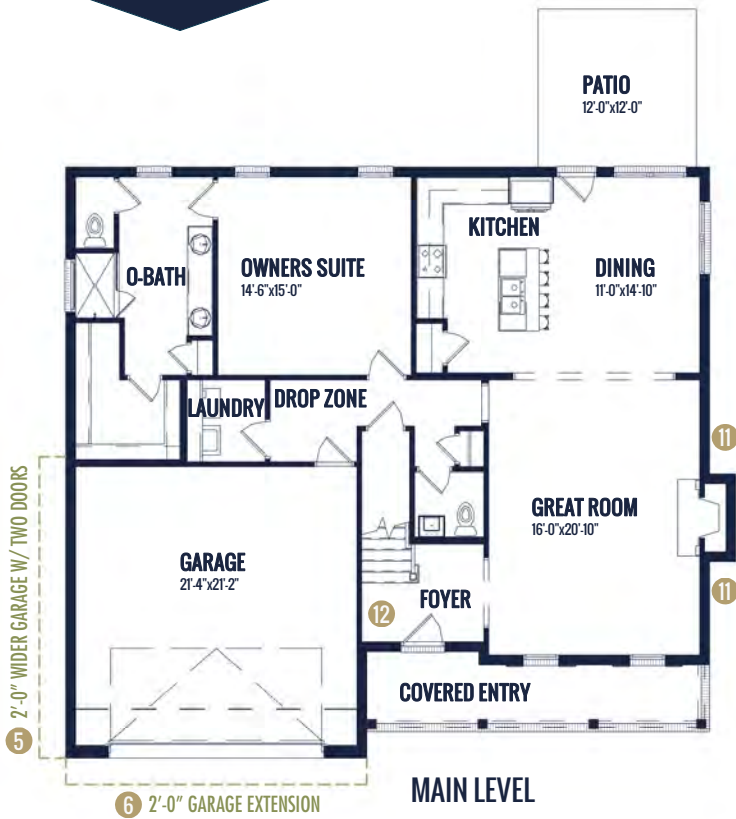 PATIO
12'-0"x12'-0"
KITCHEN
O-BATH
OWNERS SUITE
14'-6"x15'-0"
DINING
11'-0"x14'-10"
LAUNDRY
DROP ZONE
11
GREAT ROOM
16'-0"x20'-10"
GARAGE
21'-4"x21'-2"
11
12
FOYER
5 2'-0" WIDER GARAGE W/ TWO DOORS
COVERED ENTRY
6 2'-0" GARAGE EXTENSION
MAIN LEVEL